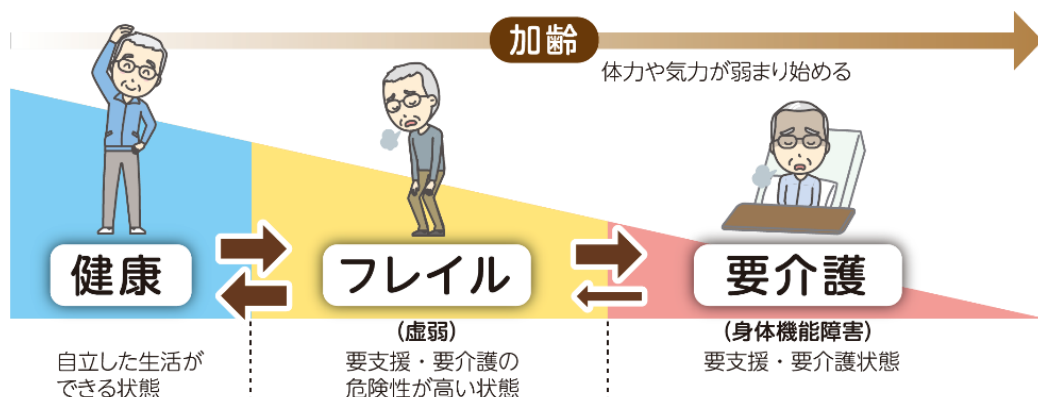 加齢
体力や気力が弱まり始める
健康
フレイル
要介護
(虚弱)
(身体機能障害)
自立した生活が
できる状態
要支援・要介護の
危険性が高い状態
要支援・要介護状態